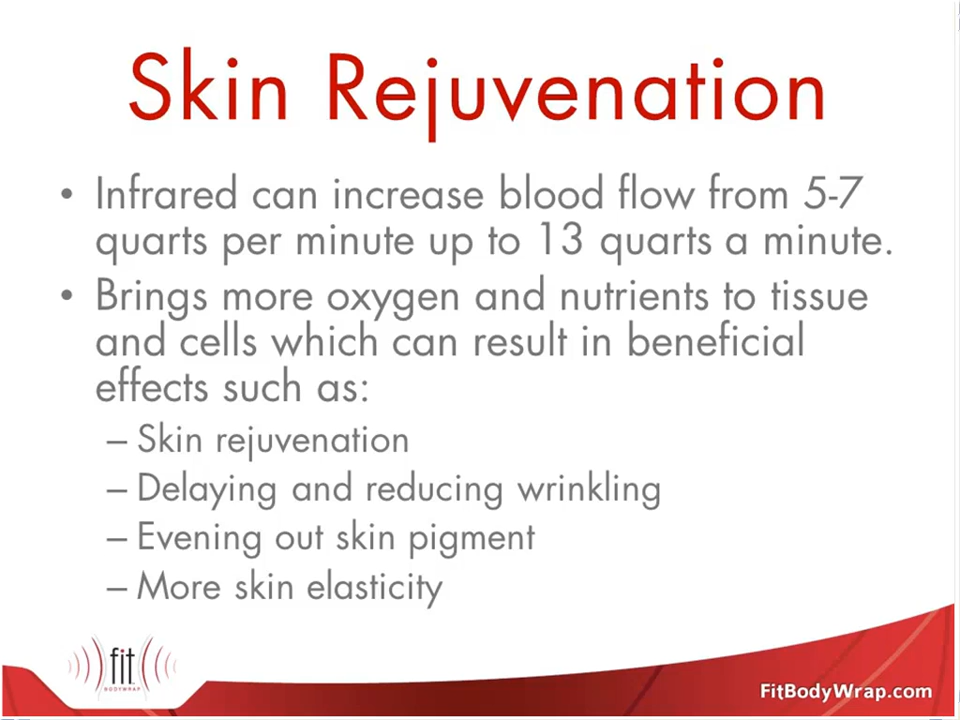 Skin Rejuvenation
• Infrared can increase blood flow from 5-7
quarts per minute up to 13 quarts a minute.
• Brings more oxygen and nutrients to tissue
and cells which can result in beneficial
effects such as:
– Skin rejuvenation
– Delaying and reducing wrinkling
– Evening out skin pigment
– More skin elasticity
fit
BODYWRAP
FitBodyWrap.com